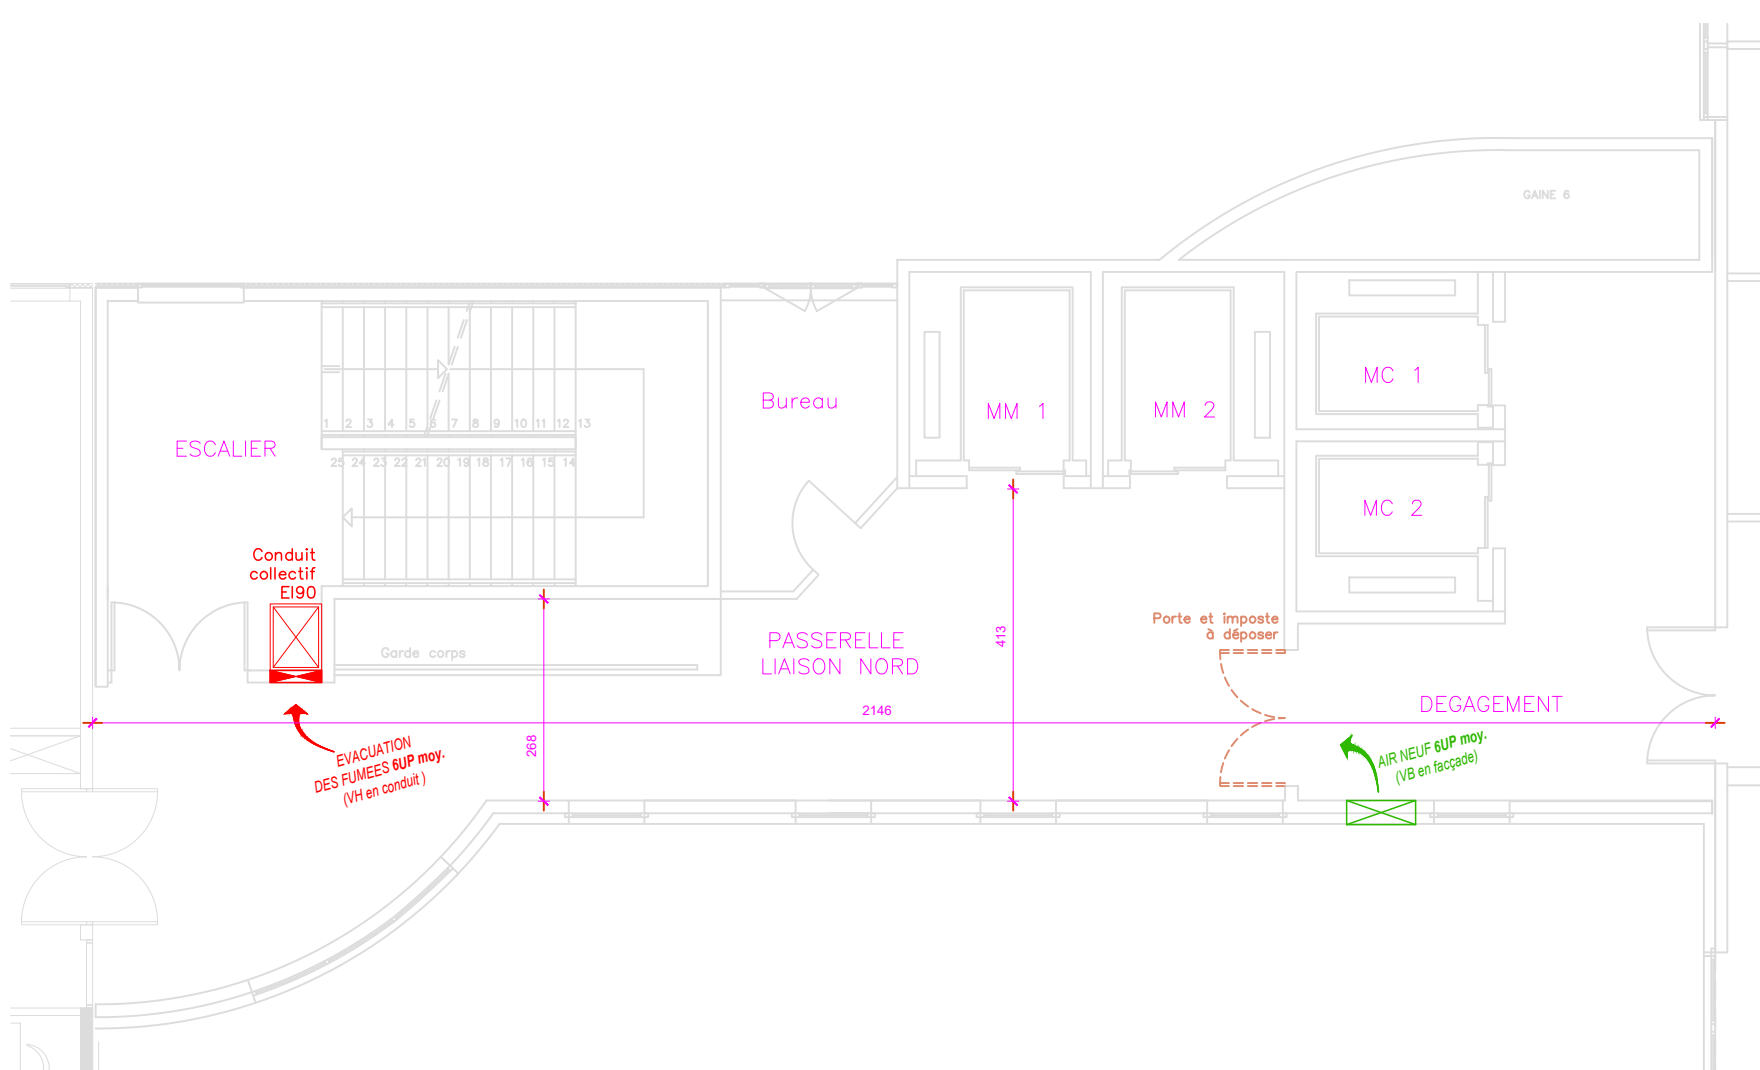 GAINE 6
MC 1
Bureau
MM 1
MM 2
1 2 3 4 5 6 7 8 9 10 11 12 13
ESCALIER
25 24 23 22 21 20 19 18 17 16 15 14
MC 2
Conduit
collectif
EI90
Porte et imposte
à déposer
Garde corps
PASSERELLE
LIAISON NORD
413
2146
268
DEGAGEMENT
EVACUATION
DES FUMEES 6UP moy.
(VH en conduit )
AIR NEUF 6UP moy.
(VB en facçade)